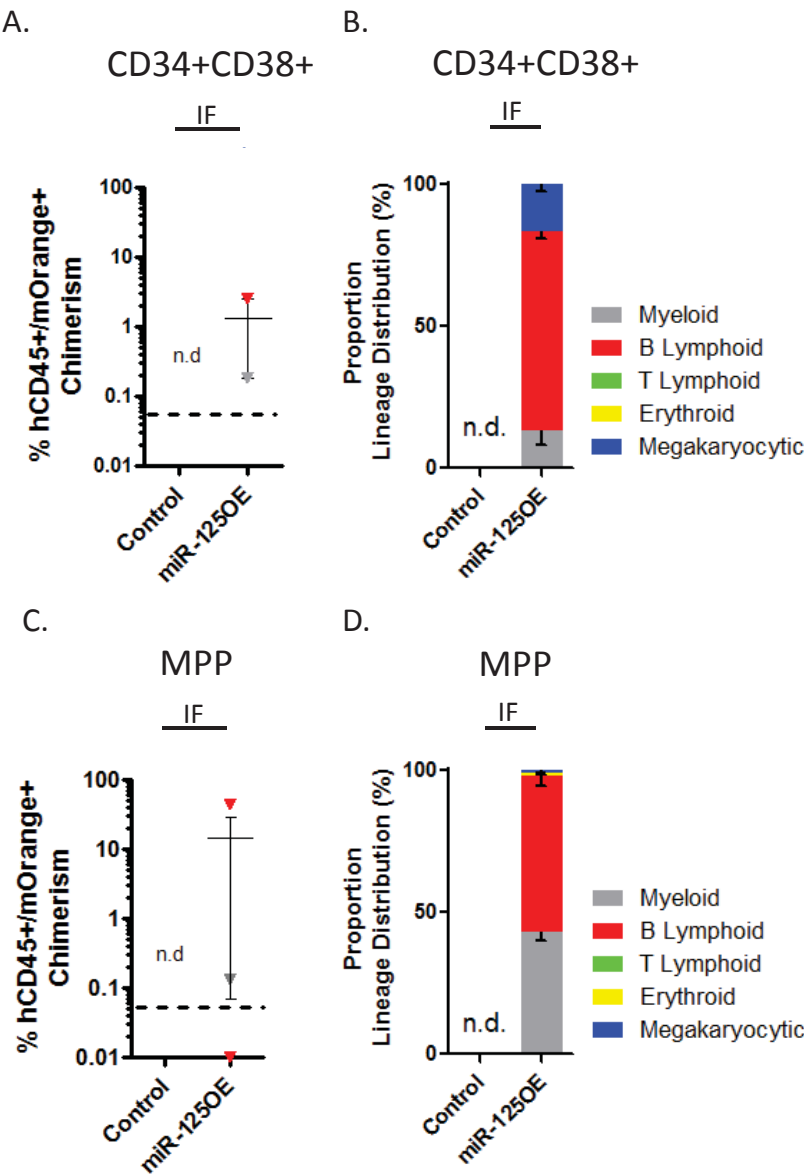 A.
CD34+CD38+
IF
% hCD45+/mOrange+
Chimerism
100
10
1
0.1
0.01
n.d
Control
miR-125OE
B.
CD34+CD38+
IF
Proportion
Lineage Distribution (%)
100
50
0
n.d.
Control
miR-125OE
Myeloid
B Lymphoid
T Lymphoid
Erythroid
Megakaryocytic
C.
MPP
IF
% hCD45+/mOrange+
Chimerism
100
10
1
0.1
0.01
n.d
Control
miR-125OE
D.
MPP
IF
Proportion
Lineage Distribution (%)
100
50
0
n.d.
Control
miR-125OE
Myeloid
B Lymphoid
T Lymphoid
Erythroid
Megakaryocytic